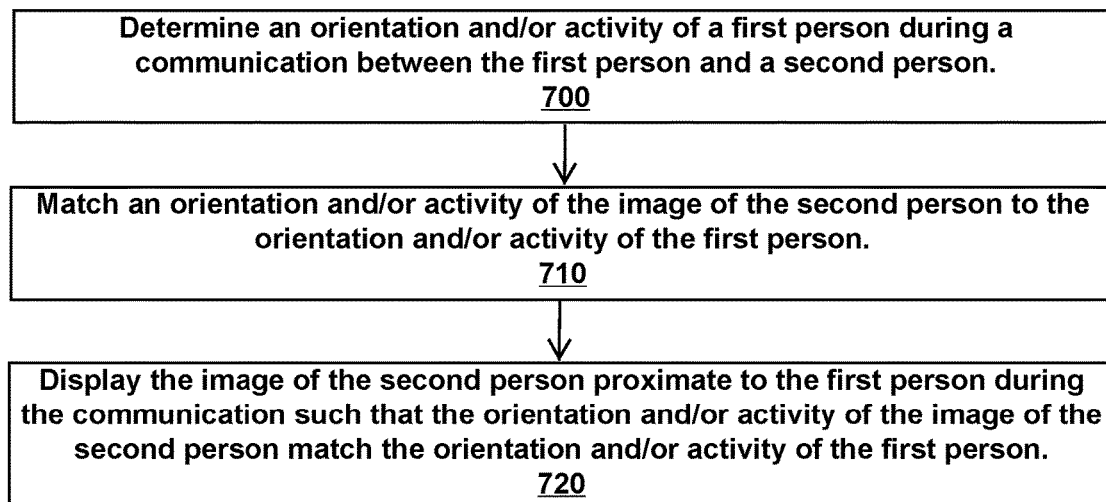 Determine an orientation and/or activity of a first person during a
communication between the first person and a second person.
700
Match an orientation and/or activity of the image of the second person to the
orientation and/or activity of the first person.
710
Display the image of the second person proximate to the first person during
the communication such that the orientation and/or activity of the image of the
second person match the orientation and/or activity of the first person.
720